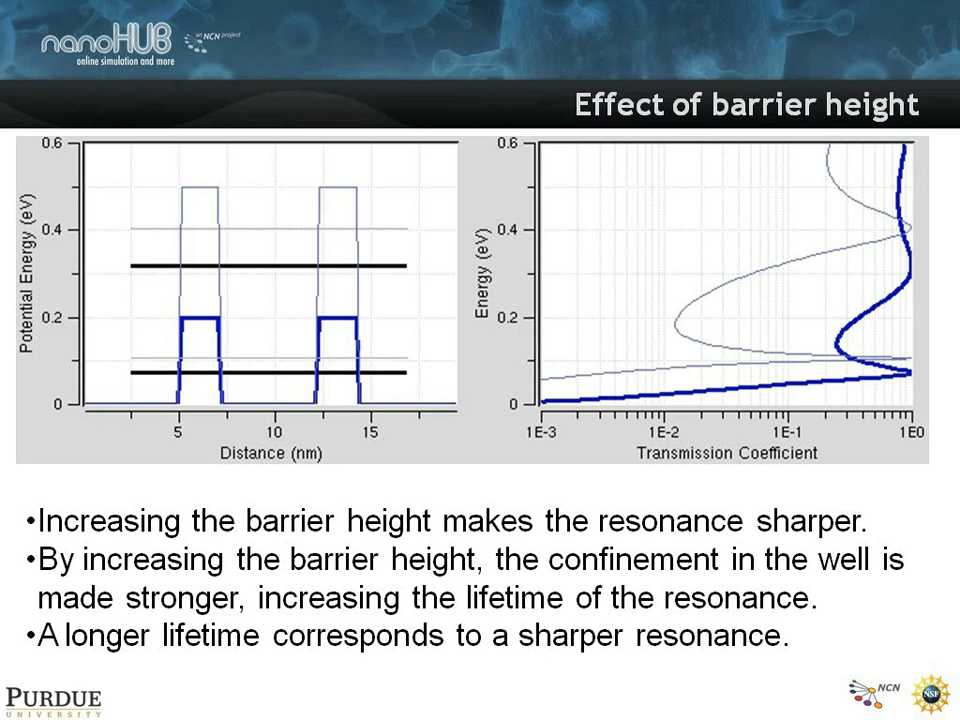 nanoHUB
an NCN project
online simulation and more
Effect of barrier height
0.6
0.4
0.2
0
Potential Energy (eV)
5
10
15
Distance (nm)
0.6
0.4
0.2
0
Energy (eV)
1E-3
1E-2
1E-1
1E0
Transmission Coefficient
•Increasing the barrier height makes the resonance sharper.
•By increasing the barrier height, the confinement in the well is
made stronger, increasing the lifetime of the resonance.
•A longer lifetime corresponds to a sharper resonance.
PURDUE
UNIVERSITY
NCN
NSF